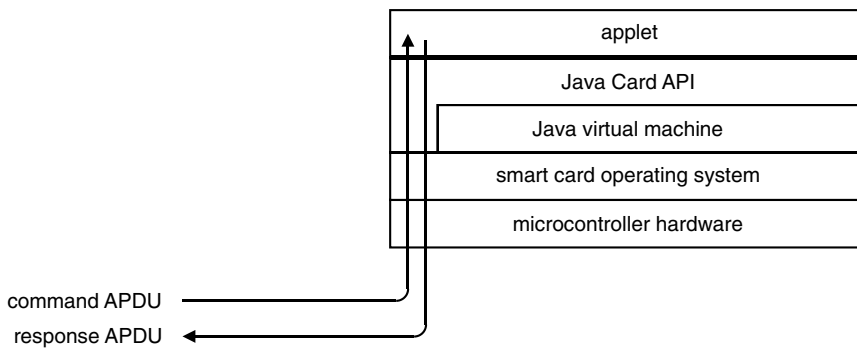 applet
Java Card API
Java virtual machine
smart card operating system
microcontroller hardware
command APDU
response APDU